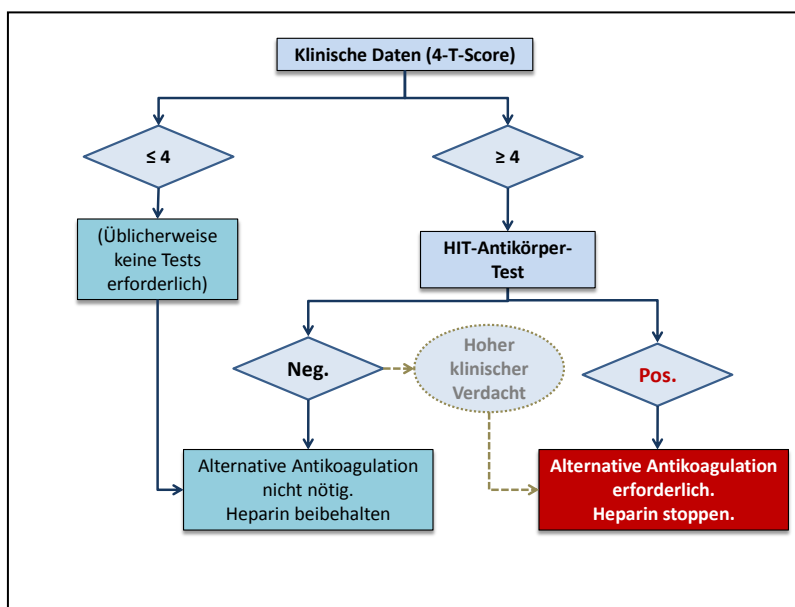 Klinische Daten (4-T-Score)
≤ 4
≥ 4
(Üblicherweise
keine Tests
erforderlich)
HIT-Antikörper-
Test
Neg.
Hoher
klinischer
Verdacht
Pos.
Alternative Antikoagulation
nicht nötig.
Heparin beibehalten
Alternative Antikoagulation
erforderlich.
Heparin stoppen.